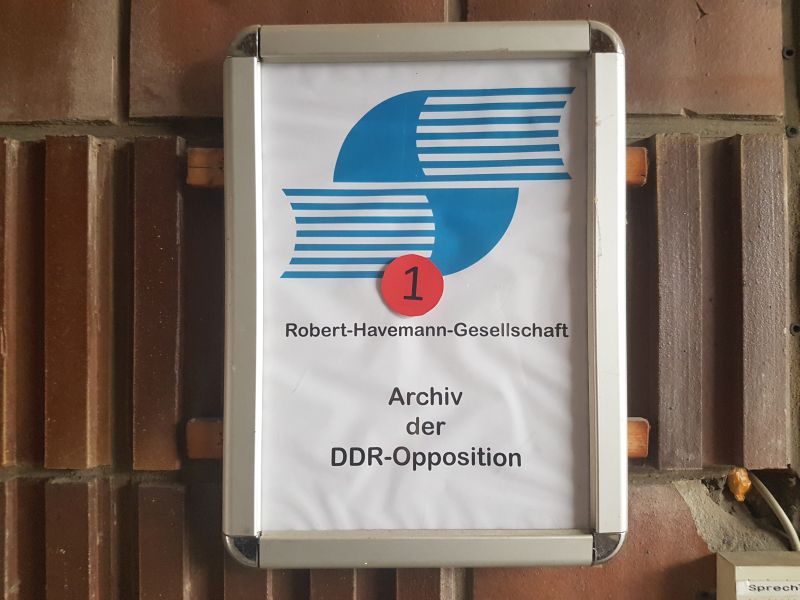 1
Robert-Havemann-Gesellschaft
Archiv
der
DDR-Opposition